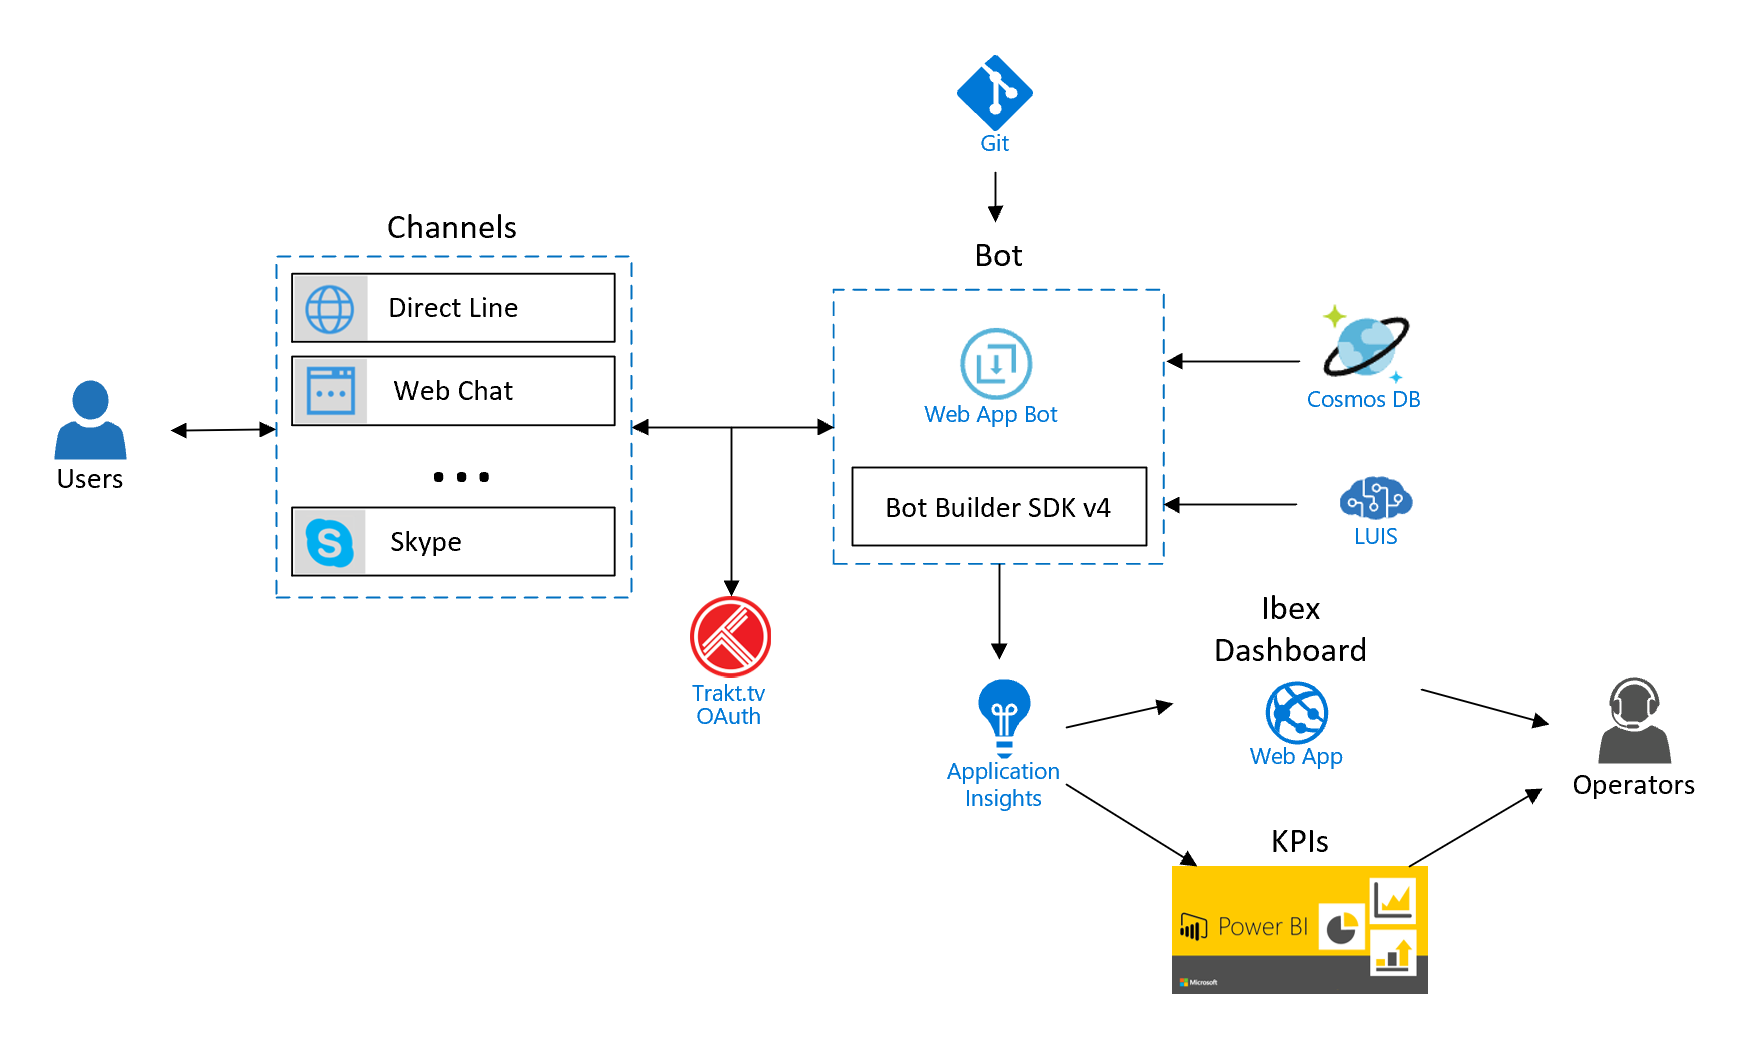 Git
Channels
Bot
Direct Line
Web Chat
Skype
Users
Web App Bot
Bot Builder SDK v4
Cosmos DB
LUIS
Trakt.tv
OAuth
Application
Insights
Ibex
Dashboard
Web App
Operators
KPIs
Power BI
Microsoft